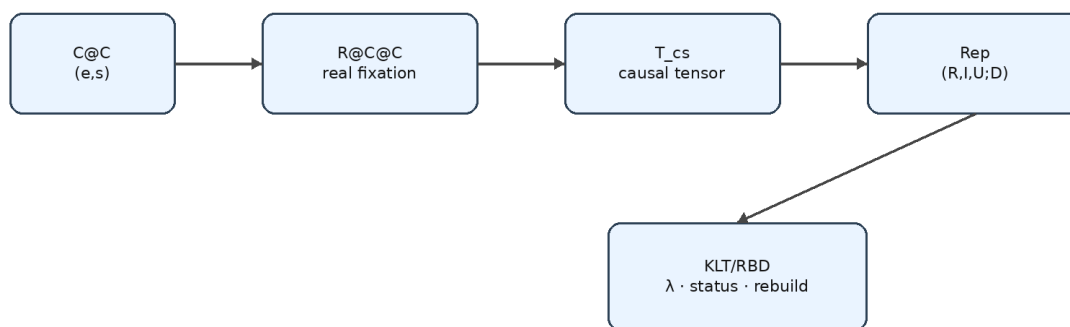 C@C
(e,s)
R@C@C
real fixation
T_cs
causal tensor
Rep
(R,I,U;D)
KLT/RBD
λ · status · rebuild